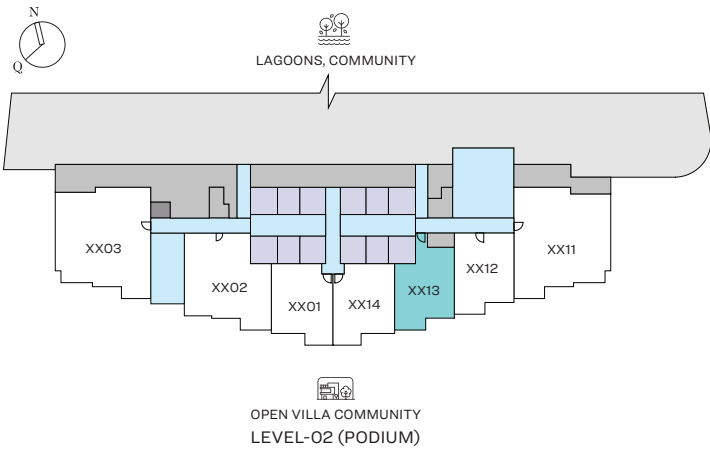 N
Q
LAGOONS, COMMUNITY
XX03
XX02
XX01
XX14
XX13
XX12
XX11
OPEN VILLA COMMUNITY
LEVEL-02 (PODIUM)